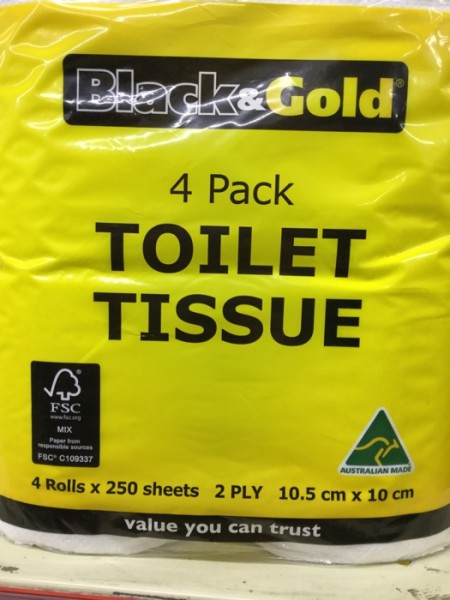 Black&Gold®
4 Pack
TOILET
TISSUE
FSC
www.fsc.org
MIX
Paper from
responsible sources
FSC® C109337
AUSTRALIAN MADE
4 Rolls x 250 sheets 2 PLY 10.5 cm x 10 cm
value you can trust